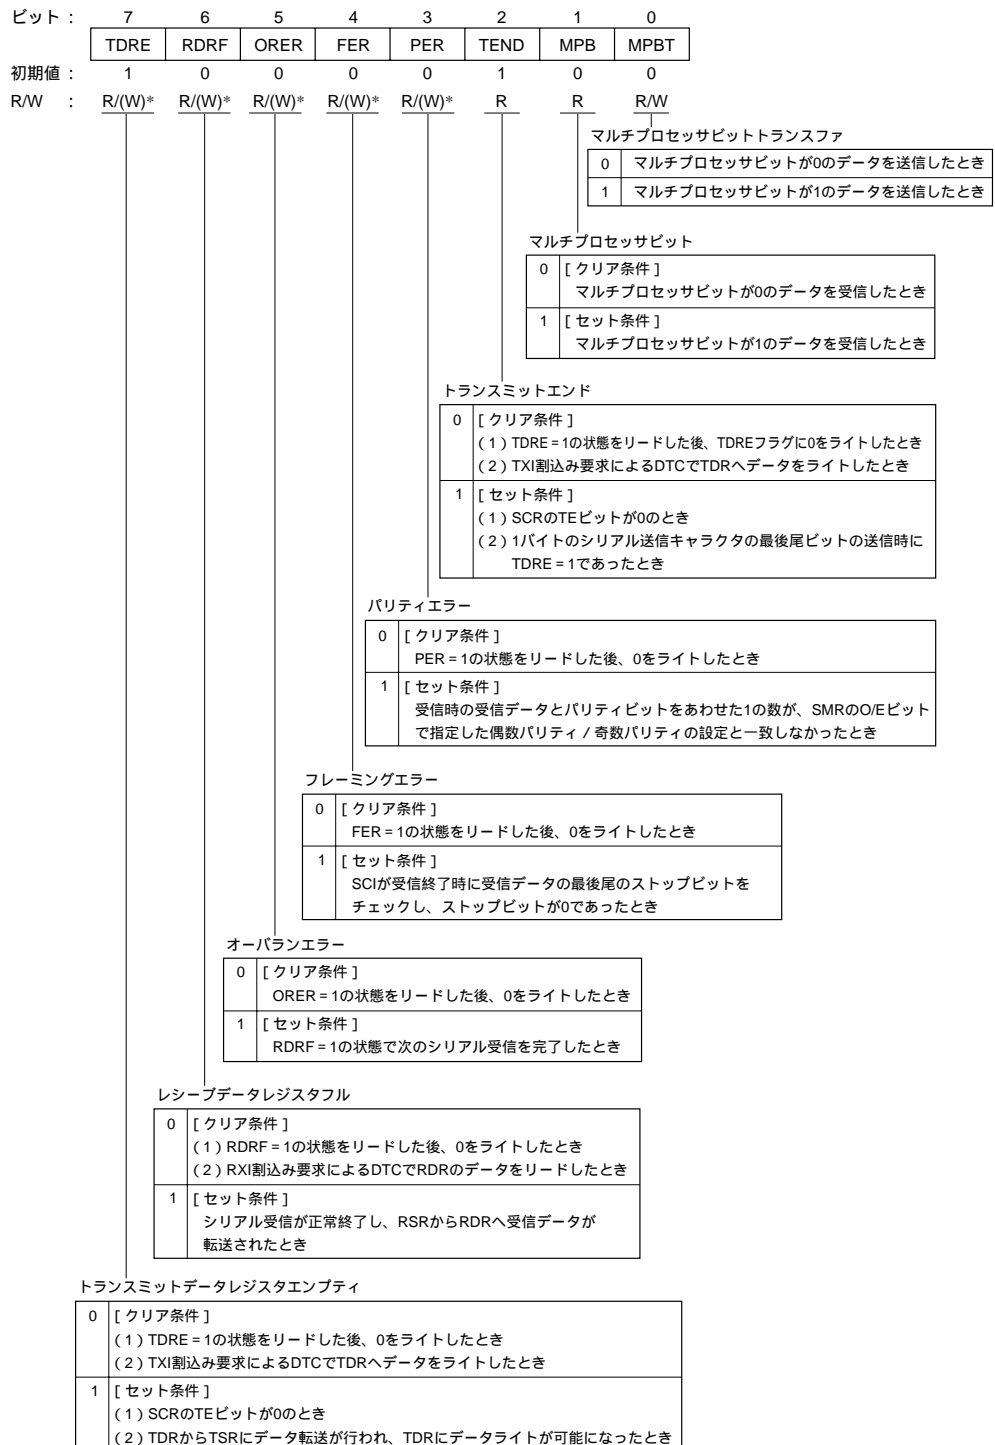 ビット : 7 6 5 4 3 2 1 0
TDRE RDRF ORER FER PER TEND MPB MPBT
初期値 : 1 0 0 0 0 1 0 0
R/W : R/(W)* R/(W)* R/(W)* R/(W)* R/(W)* R R R/W
マルチプロセッサビットトランスファ
0 マルチプロセッサビットが0のデータを送信したとき
1 マルチプロセッサビットが1のデータを送信したとき
マルチプロセッサビット
0 [ クリア条件 ]
マルチプロセッサビットが0のデータを受信したとき
1 [ セット条件 ]
マルチプロセッサビットが1のデータを受信したとき
トランスミットエンド
0 [ クリア条件 ]
( 1 ) TDRE = 1の状態をリードした後、TDREフラグに0をライトしたとき
( 2 ) TXI割込み要求によるDTCでTDRへデータをライトしたとき
1 [ セット条件 ]
( 1 ) SCRのTEビットが0のとき
( 2 ) 1バイトのシリアル送信キャラクタの最後尾ビットの送信時に
TDRE = 1であったとき
パリティエラー
0 [ クリア条件 ]
PER = 1の状態をリードした後、0をライトしたとき
1 [ セット条件 ]
受信時の受信データとパリティビットをあわせた1の数が、SMRのO/Eビット
で指定した偶数パリティ / 奇数パリティの設定と一致しなかったとき
フレーミングエラー
0 [ クリア条件 ]
FER = 1の状態をリードした後、0をライトしたとき
1 [ セット条件 ]
SCIが受信終了時に受信データの最後尾のストップビットを
チェックし、ストップビットが0であったとき
オーバランエラー
0 [ クリア条件 ]
ORER = 1の状態をリードした後、0をライトしたとき
1 [ セット条件 ]
RDRF = 1の状態で次のシリアル受信を完了したとき
レシーブデータレジスタフル
0 [ クリア条件 ]
( 1 ) RDRF = 1の状態をリードした後、0をライトしたとき
( 2 ) RXI割込み要求によるDTCでRDRのデータをリードしたとき
1 [ セット条件 ]
シリアル受信が正常終了し、RSRからRDRへ受信データが
転送されたとき
トランスミットデータレジスタエンプティ
0 [ クリア条件 ]
( 1 ) TDRE = 1の状態をリードした後、0をライトしたとき
( 2 ) TXI割込み要求によるDTCでTDRへデータをライトしたとき
1 [ セット条件 ]
( 1 ) SCRのTEビットが0のとき
( 2 ) TDRからTSRにデータ転送が行われ、TDRにデータライトが可能になったとき